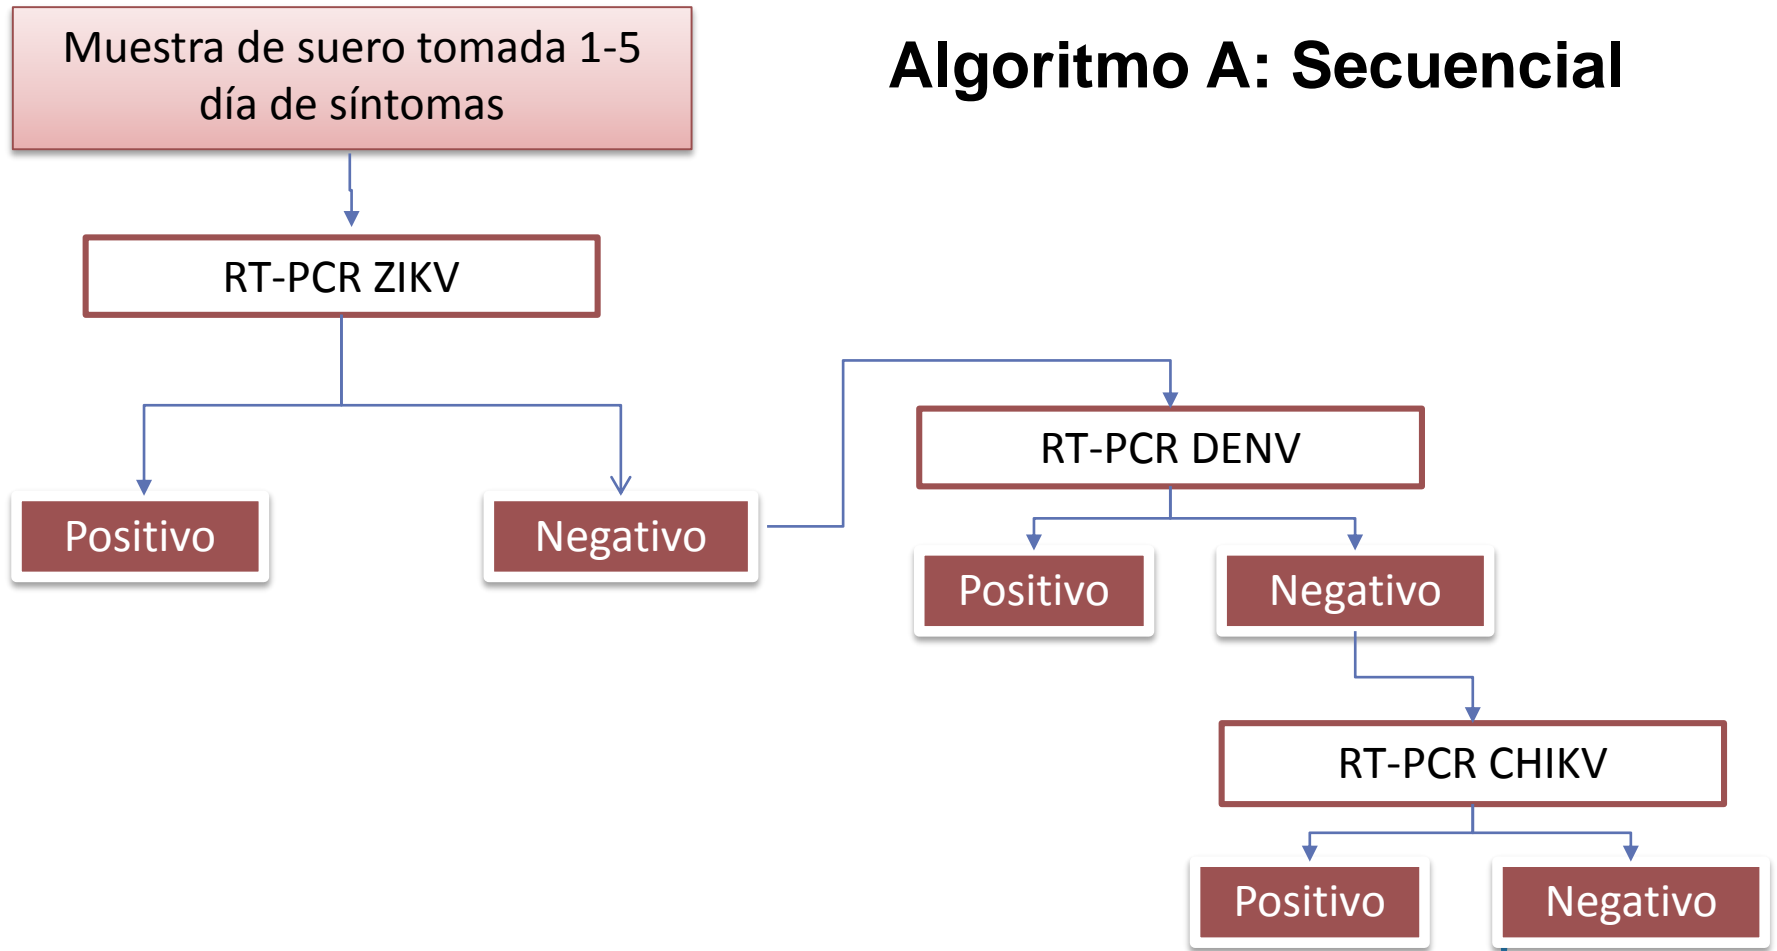 Muestra de suero tomada 1-5
día de síntomas
Algoritmo A: Secuencial
RT-PCR ZIKV
Positivo
Negativo
RT-PCR DENV
Positivo
Negativo
RT-PCR CHIKV
Positivo
Negativo